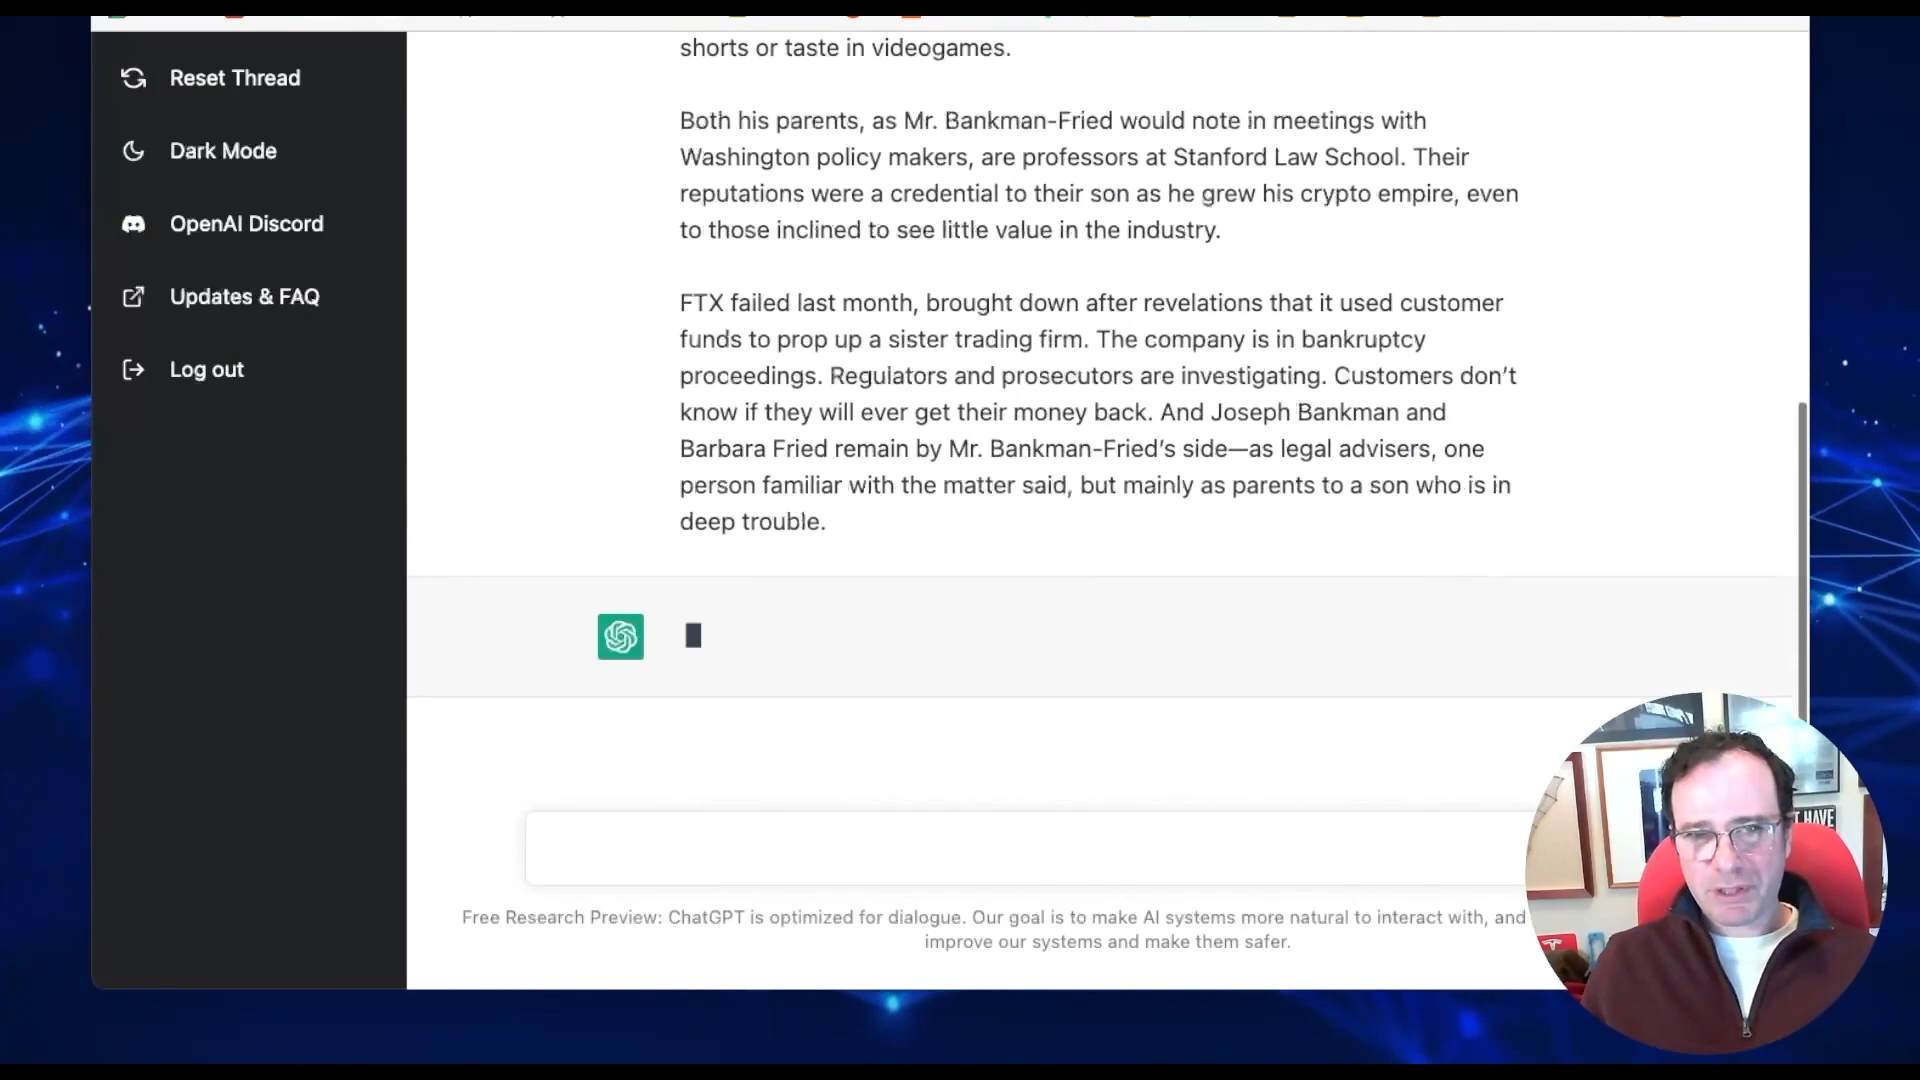 Reset Thread
Dark Mode
OpenAI Discord
Updates & FAQ
Log out
shorts or taste in videogames.
Both his parents, as Mr. Bankman-Fried would note in meetings with
Washington policy makers, are professors at Stanford Law School. Their
reputations were a credential to their son as he grew his crypto empire, even
to those inclined to see little value in the industry.
FTX failed last month, brought down after revelations that it used customer
funds to prop up a sister trading firm. The company is in bankruptcy
proceedings. Regulators and prosecutors are investigating. Customers don’t
know if they will ever get their money back. And Joseph Bankman and
Barbara Fried remain by Mr. Bankman-Fried’s side—as legal advisers, one
person familiar with the matter said, but mainly as parents to a son who is in
deep trouble.
Free Research Preview: ChatGPT is optimized for dialogue. Our goal is to make AI systems more natural to interact with, and
improve our systems and make them safer.
HAVE